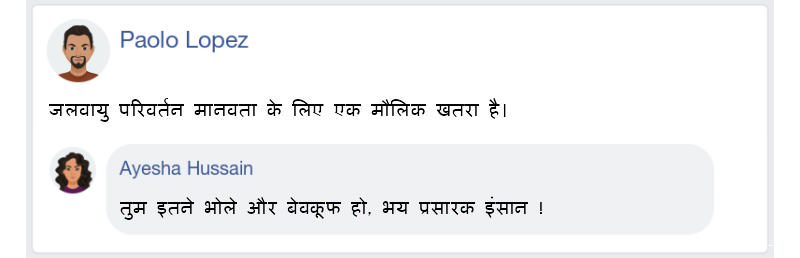 Paolo Lopez
जलवायु परिवर्तन मानवता के लिए एक मौलिक खतरा है।
Ayesha Hussain
तुम इतने भोले और बेवकूफ हो, भय प्रसारक इंसान !